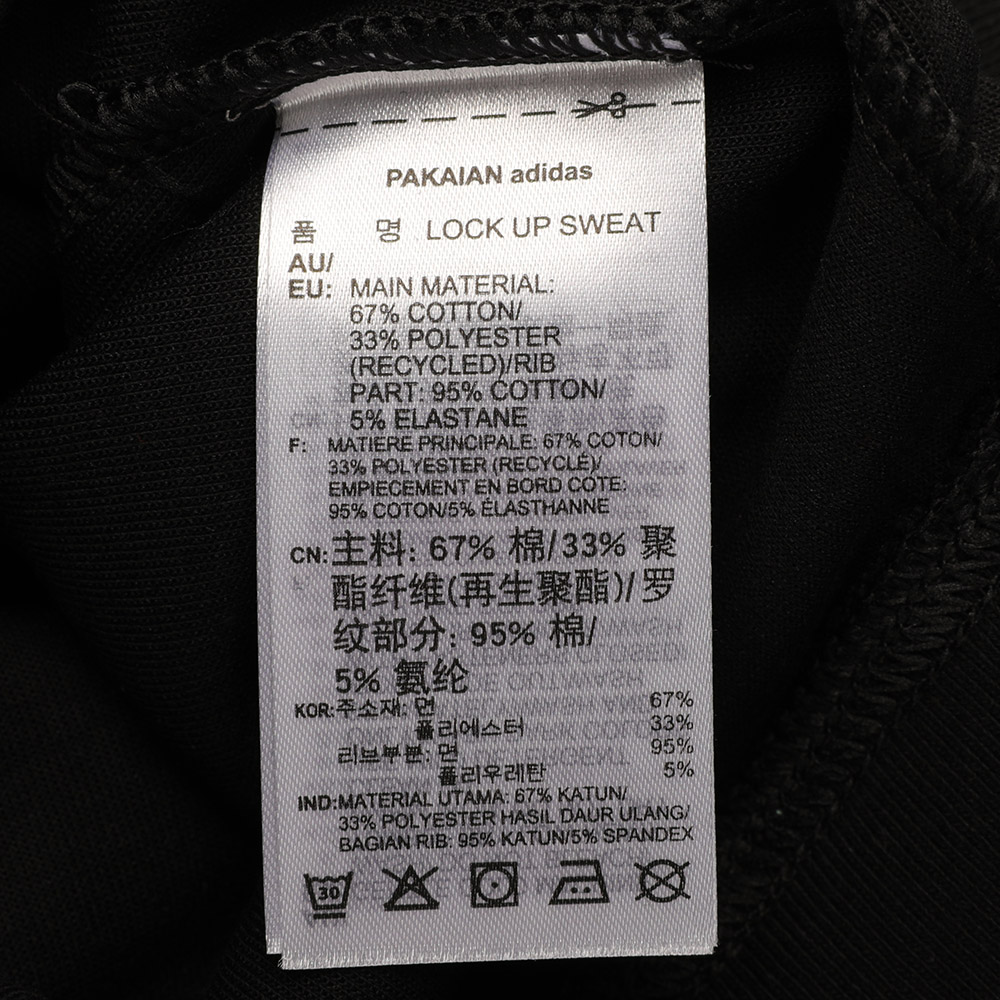 PAKAIAN adidas
품 명 LOCK UP SWEAT
AU/
EU: MAIN MATERIAL:
67% COTTON/
33% POLYESTER
(RECYCLED)/RIB
PART: 95% COTTON/
5% ELASTANE
F: MATIERE PRINCIPALE: 67% COTON/
33% POLYESTER (RECYCLÉ)/
EMPIECEMENT EN BORD COTE:
95% COTON/5% ÉLASTHANNE
CN: 主料: 67% 棉/33% 聚
酯纤维(再生聚酯)/罗
纹部分: 95% 棉/
5% 氨纶
KOR:주소재: 면 67%
폴리에스터 33%
리브부분: 면 95%
폴리우레탄 5%
IND:MATERIAL UTAMA: 67% KATUN/
33% POLYESTER HASIL DAUR ULANG/
BAGIAN RIB: 95% KATUN/5% SPANDEX
30